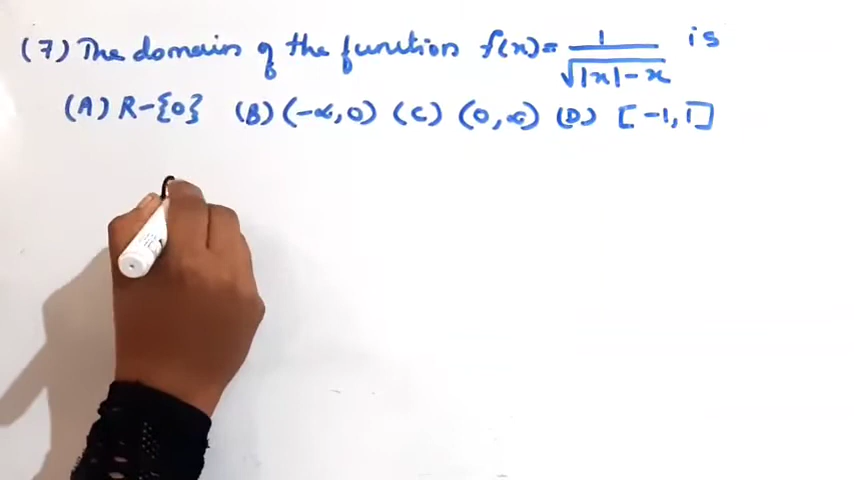 (7) The domain of the function f(x) = 1/√(|x| - x) is
(A) R-{0} (B) (-∞, 0) (C) (0, ∞) (D) [-1, 1]